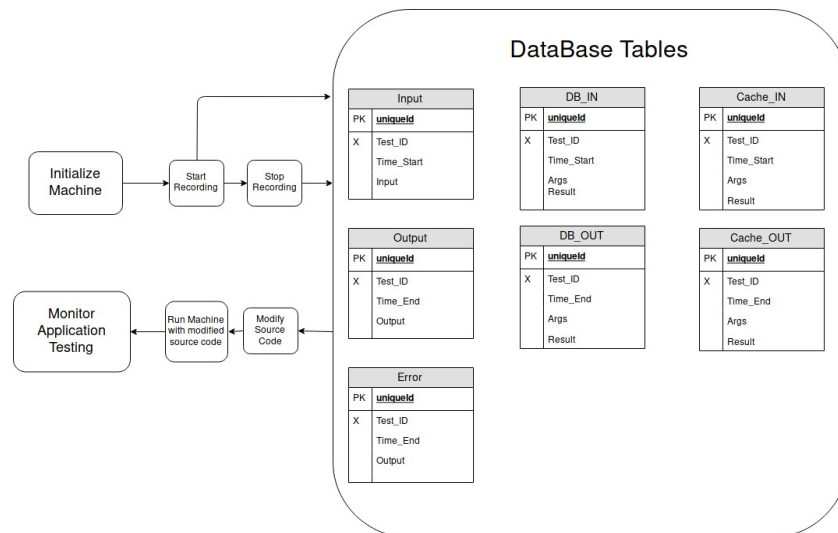 DataBase Tables
Initialize
Machine
Start
Recording
Stop
Recording
Input
PK uniqueId
X Test_ID
Time_Start
Input
DB_IN
PK uniqueId
X Test_ID
Time_Start
Args
Result
Cache_IN
PK uniqueId
X Test_ID
Time_Start
Args
Result
Output
PK uniqueId
X Test_ID
Time_End
Output
DB_OUT
PK uniqueId
X Test_ID
Time_End
Args
Result
Cache_OUT
PK uniqueId
X Test_ID
Time_End
Args
Result
Monitor
Application
Testing
Run Machine
with modified
source code
Modify
Source
Code
Error
PK uniqueId
X Test_ID
Time_End
Output